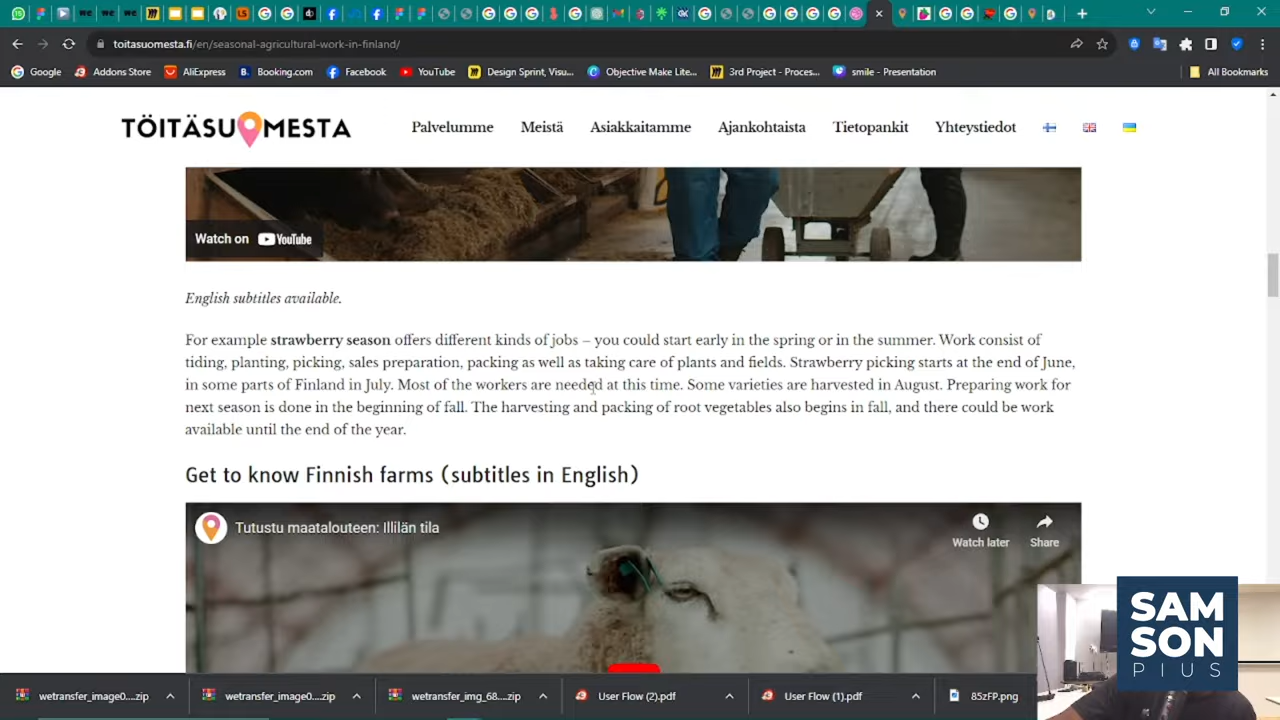 toitasuomesta.fi/en/seasonal-agricultural-work-in-finland/
Google
Addons Store
AliExpress
Booking.com
Facebook
YouTube
Design Sprint, Visu...
Objective Make Lite...
3rd Project - Proces...
smile - Presentation
All Bookmarks
TÖITÄSUOMESTA
Palvelumme
Meistä
Asiakkaitamme
Ajankohtaista
Tietopankit
Yhteystiedot
Watch on YouTube
English subtitles available.
For example strawberry season offers different kinds of jobs – you could start early in the spring or in the summer. Work consist of
tiding, planting, picking, sales preparation, packing as well as taking care of plants and fields. Strawberry picking starts at the end of June,
in some parts of Finland in July. Most of the workers are needed at this time. Some varieties are harvested in August. Preparing work for
next season is done in the beginning of fall. The harvesting and packing of root vegetables also begins in fall, and there could be work
available until the end of the year.
Get to know Finnish farms (subtitles in English)
Tutustu maatalouteen: Illilän tila
Watch later
Share
SAM
SON
PIUS
wetransfer_image0....zip
wetransfer_image0....zip
wetransfer_img_68....zip
User Flow (2).pdf
User Flow (1).pdf
85zFP.png